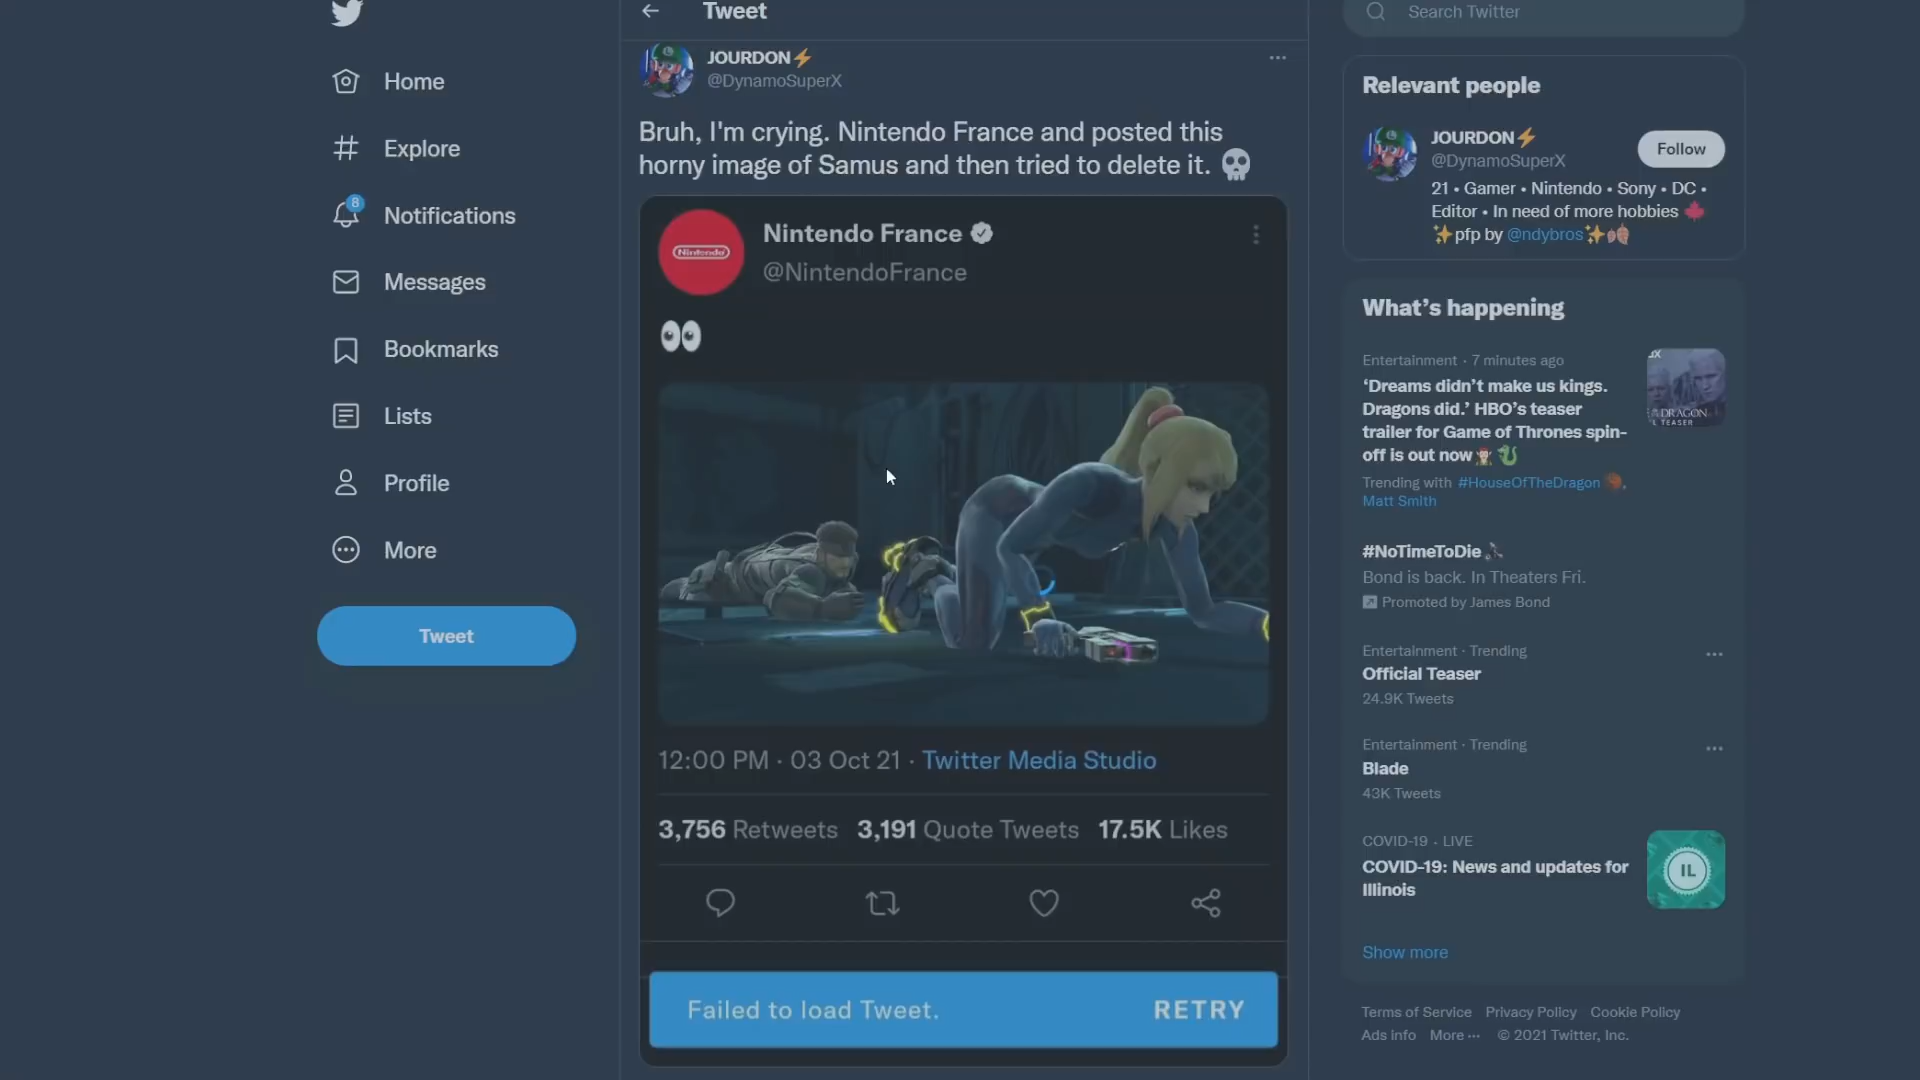 Home
Explore
8
Notifications
Messages
Bookmarks
Lists
Profile
More
Tweet
Tweet
JOURDON⚡
@DynamoSuperX
Bruh, I'm crying. Nintendo France and posted this
horny image of Samus and then tried to delete it. 💀
Nintendo
Nintendo France
@NintendoFrance
👀
12:00 PM · 03 Oct 21 · Twitter Media Studio
3,756 Retweets 3,191 Quote Tweets 17.5K Likes
Failed to load Tweet.
RETRY
Search Twitter
Relevant people
JOURDON⚡
@DynamoSuperX
Follow
21 • Gamer • Nintendo • Sony • DC •
Editor • In need of more hobbies 🍁
✨pfp by @ndybros✨🍂
What's happening
Entertainment · 7 minutes ago
‘Dreams didn’t make us kings.
Dragons did.’ HBO’s teaser
trailer for Game of Thrones spin-
off is out now
Trending with #HouseOfTheDragon,
Matt Smith
DRAGON
TEASER
#NoTimeToDie
Bond is back. In Theaters Fri.
Promoted by James Bond
Entertainment · Trending
Official Teaser
24.9K Tweets
Entertainment · Trending
Blade
43K Tweets
COVID-19 · LIVE
COVID-19: News and updates for
Illinois
IL
Show more
Terms of Service Privacy Policy Cookie Policy
Ads info More ··· © 2021 Twitter, Inc.